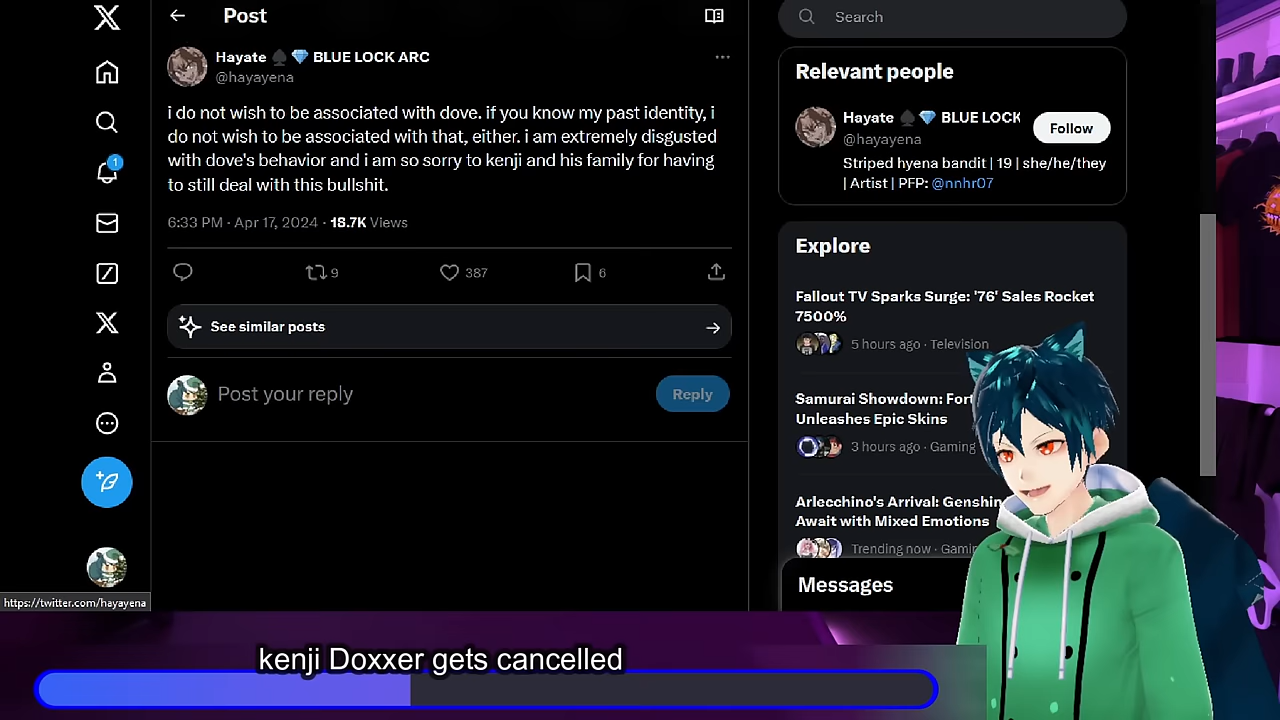 Post
Hayate ♠️💎 BLUE LOCK ARC
@hayayena
i do not wish to be associated with dove. if you know my past identity, i
do not wish to be associated with that, either. i am extremely disgusted
with dove's behavior and i am so sorry to kenji and his family for having
to still deal with this bullshit.
6:33 PM · Apr 17, 2024 · 18.7K Views
9
387
6
See similar posts
Post your reply
Reply
Search
Relevant people
Hayate ♠️💎 BLUE LOCK
@hayayena
Follow
Striped hyena bandit | 19 | she/he/they
| Artist | PFP: @nnhr07
Explore
Fallout TV Sparks Surge: '76' Sales Rocket
7500%
5 hours ago · Television
Samurai Showdown: Fort
Unleashes Epic Skins
3 hours ago · Gaming
Arlecchino's Arrival: Genshin
Await with Mixed Emotions
Trending now · Gamin
Messages
1
https://twitter.com/hayayena
kenji Doxxer gets cancelled